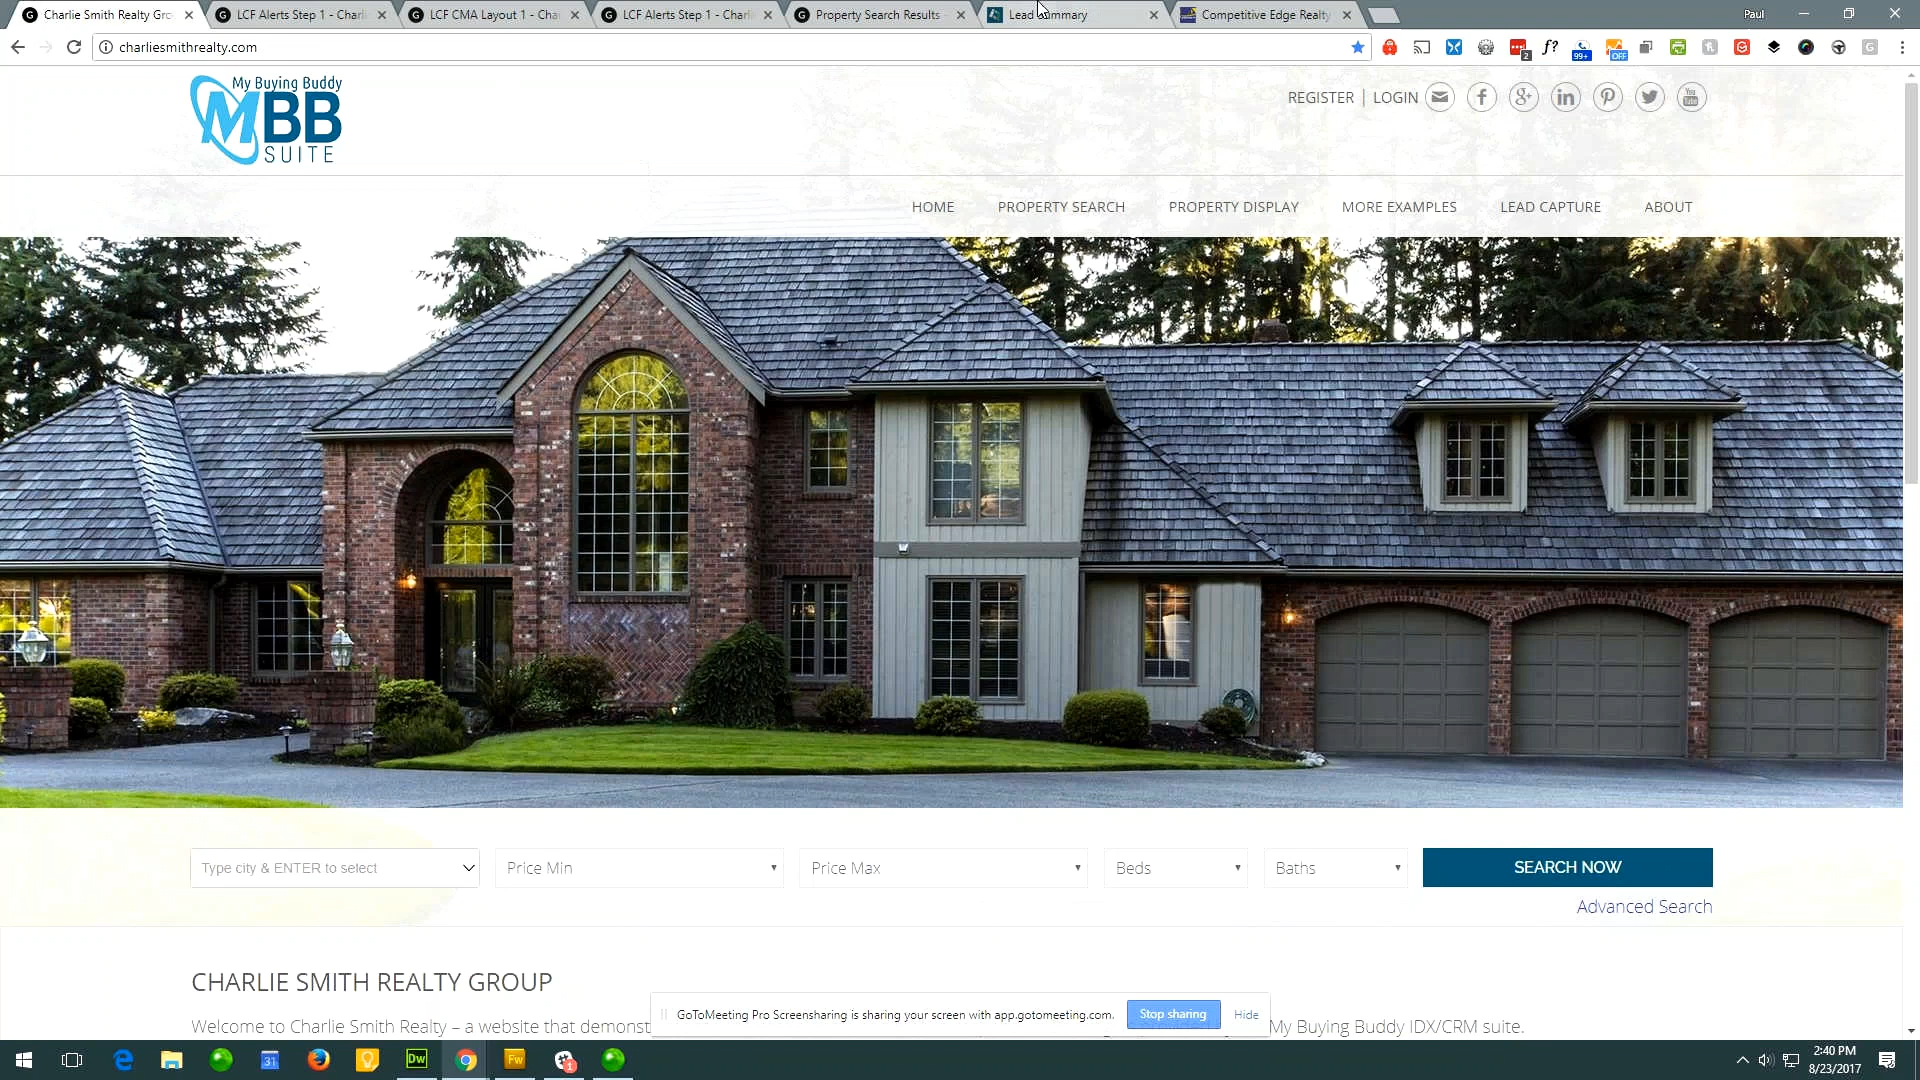 Charlie Smith Realty Gro
LCF Alerts Step 1 - Charli
LCF CMA Layout 1 - Cha
LCF Alerts Step 1 - Charli
Property Search Results -
Lead Summary
Competitive Edge Realty
Paul
charliesmithrealty.com
My Buying Buddy
MBB
SUITE
REGISTER | LOGIN
HOME
PROPERTY SEARCH
PROPERTY DISPLAY
MORE EXAMPLES
LEAD CAPTURE
ABOUT
Type city & ENTER to select
Price Min
Price Max
Beds
Baths
SEARCH NOW
Advanced Search
CHARLIE SMITH REALTY GROUP
Welcome to Charlie Smith Realty – a website that demonst
My Buying Buddy IDX/CRM suite.
GoToMeeting Pro Screensharing is sharing your screen with app.gotomeeting.com.
Stop sharing
Hide
2:40 PM
8/23/2017